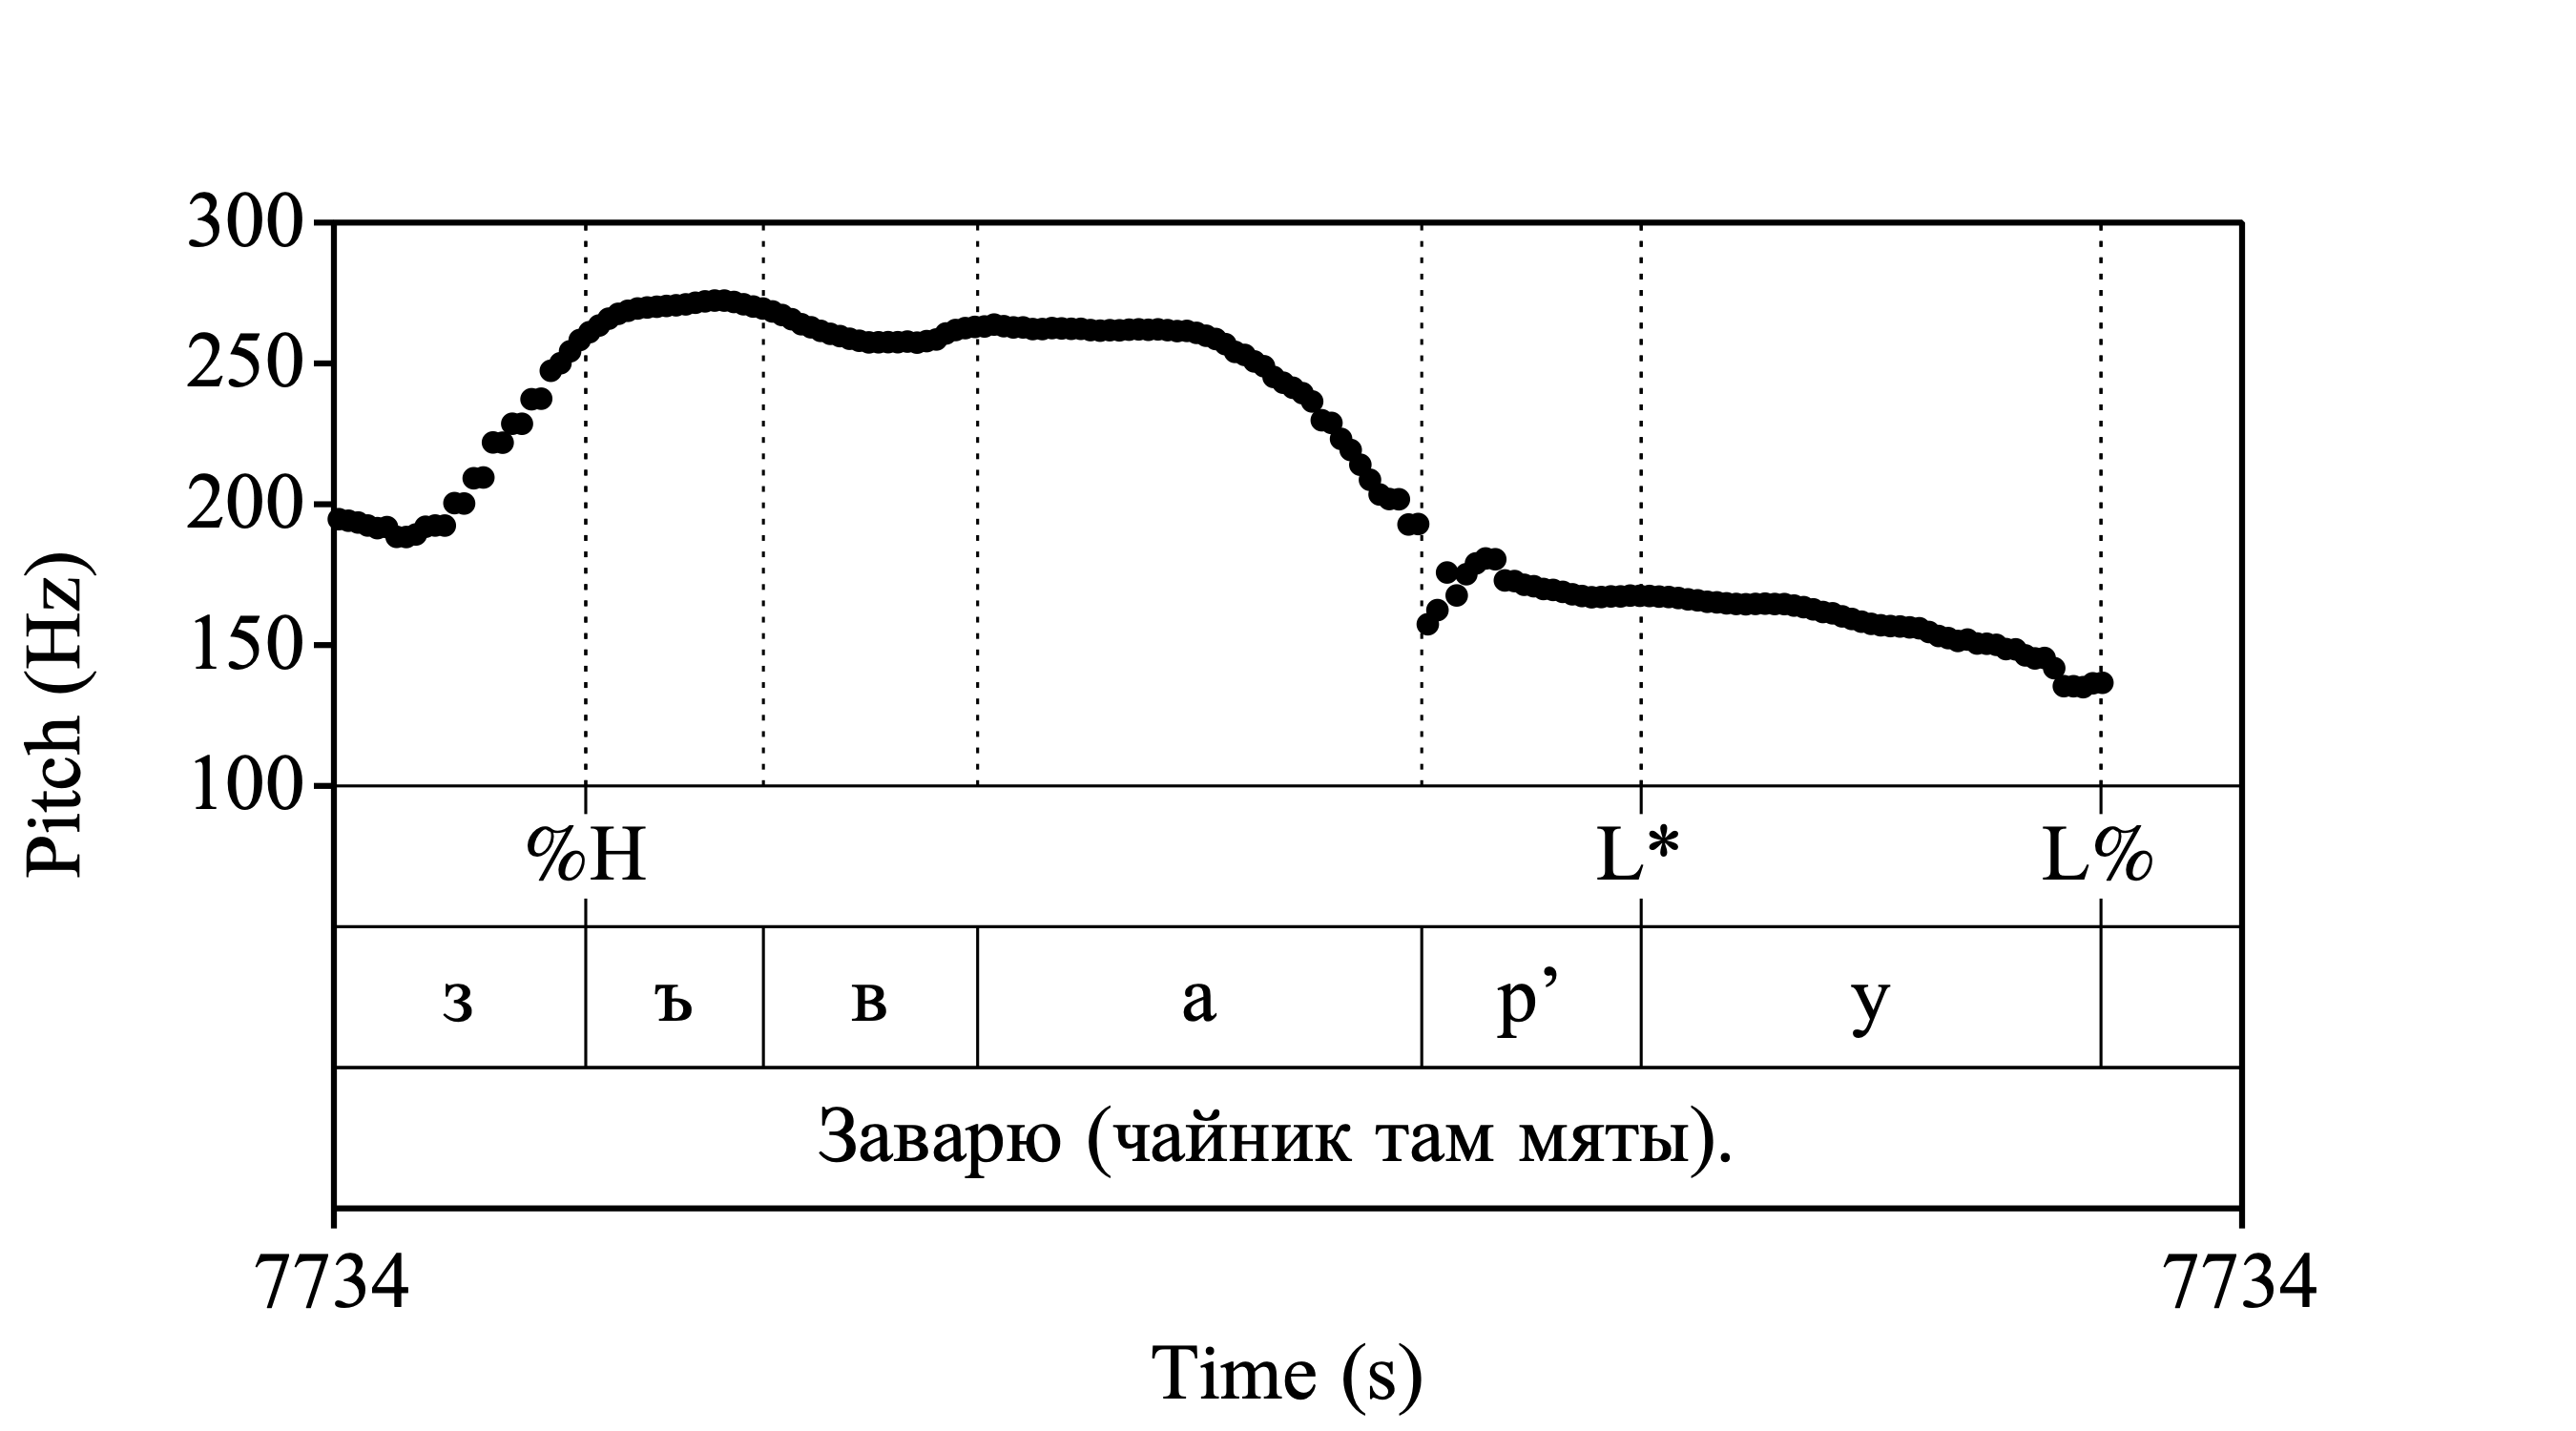 300
250
200
150
100
Pitch (Hz)
%H L* L%
з ъ в а р’ у
Заварю (чайник там мяты).
7734 7734
Time (s)